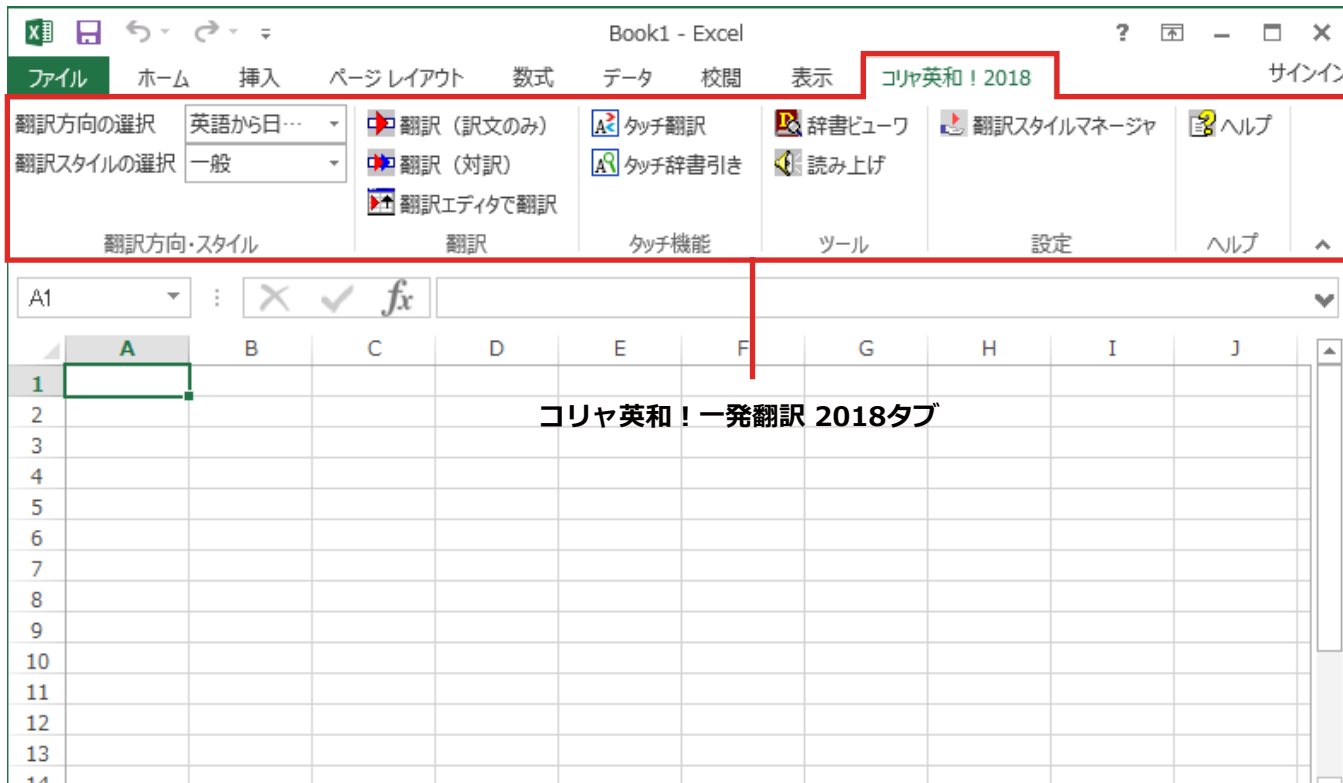 Book1 - Excel
ファイル ホーム 挿入 ページ レイアウト 数式 データ 校閲 表示 コリャ英和！2018 サインイン
翻訳方向の選択 英語から日… 翻訳（訳文のみ） タッチ翻訳 辞書ビューワ 翻訳スタイルマネージャ ヘルプ
翻訳スタイルの選択 一般 翻訳（対訳） タッチ辞書引き 読み上げ
翻訳エディタで翻訳
翻訳方向・スタイル 翻訳 タッチ機能 ツール 設定 ヘルプ
A1 fx
A B C D E F G H I J
1
2
コリャ英和！一発翻訳 2018タブ
3
4
5
6
7
8
9
10
11
12
13
14